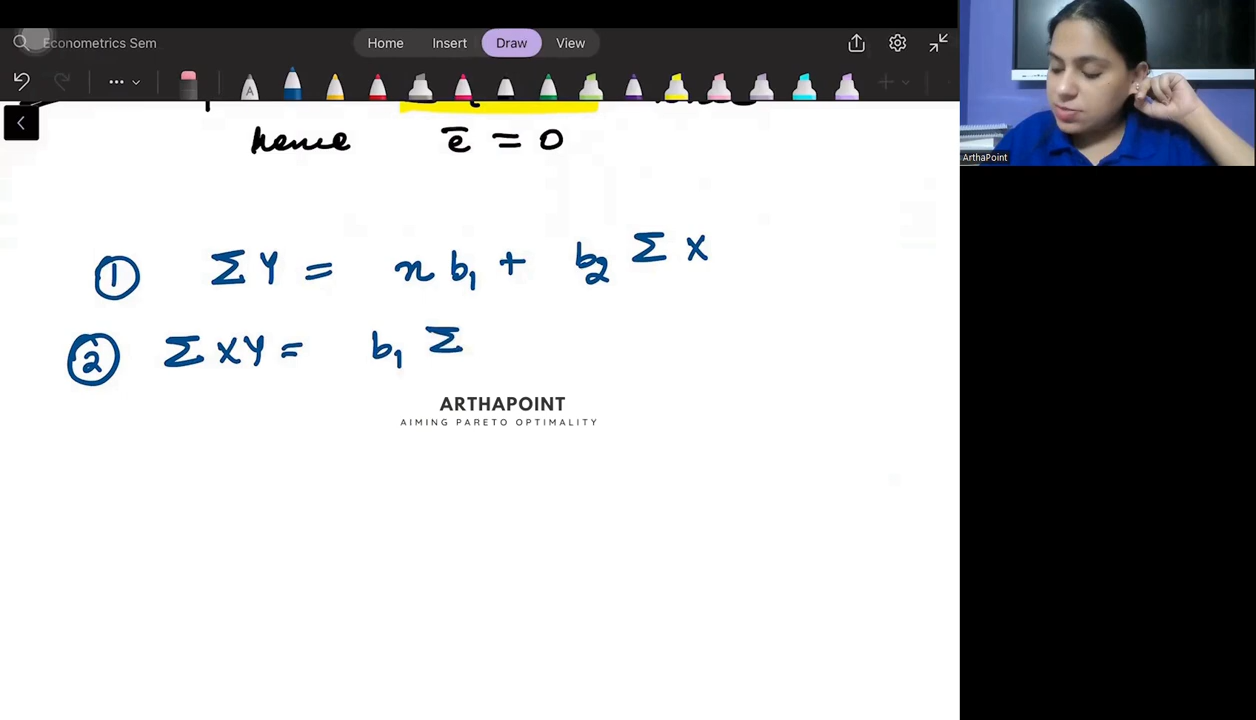 Econometrics Sem
Home Insert Draw View
A
hence ē = 0
① ΣY = n b₁ + b₂ ΣX
② ΣXY = b₁ Σ
ARTHAPOINT
AIMING PARETO OPTIMALITY
ArthaPoint